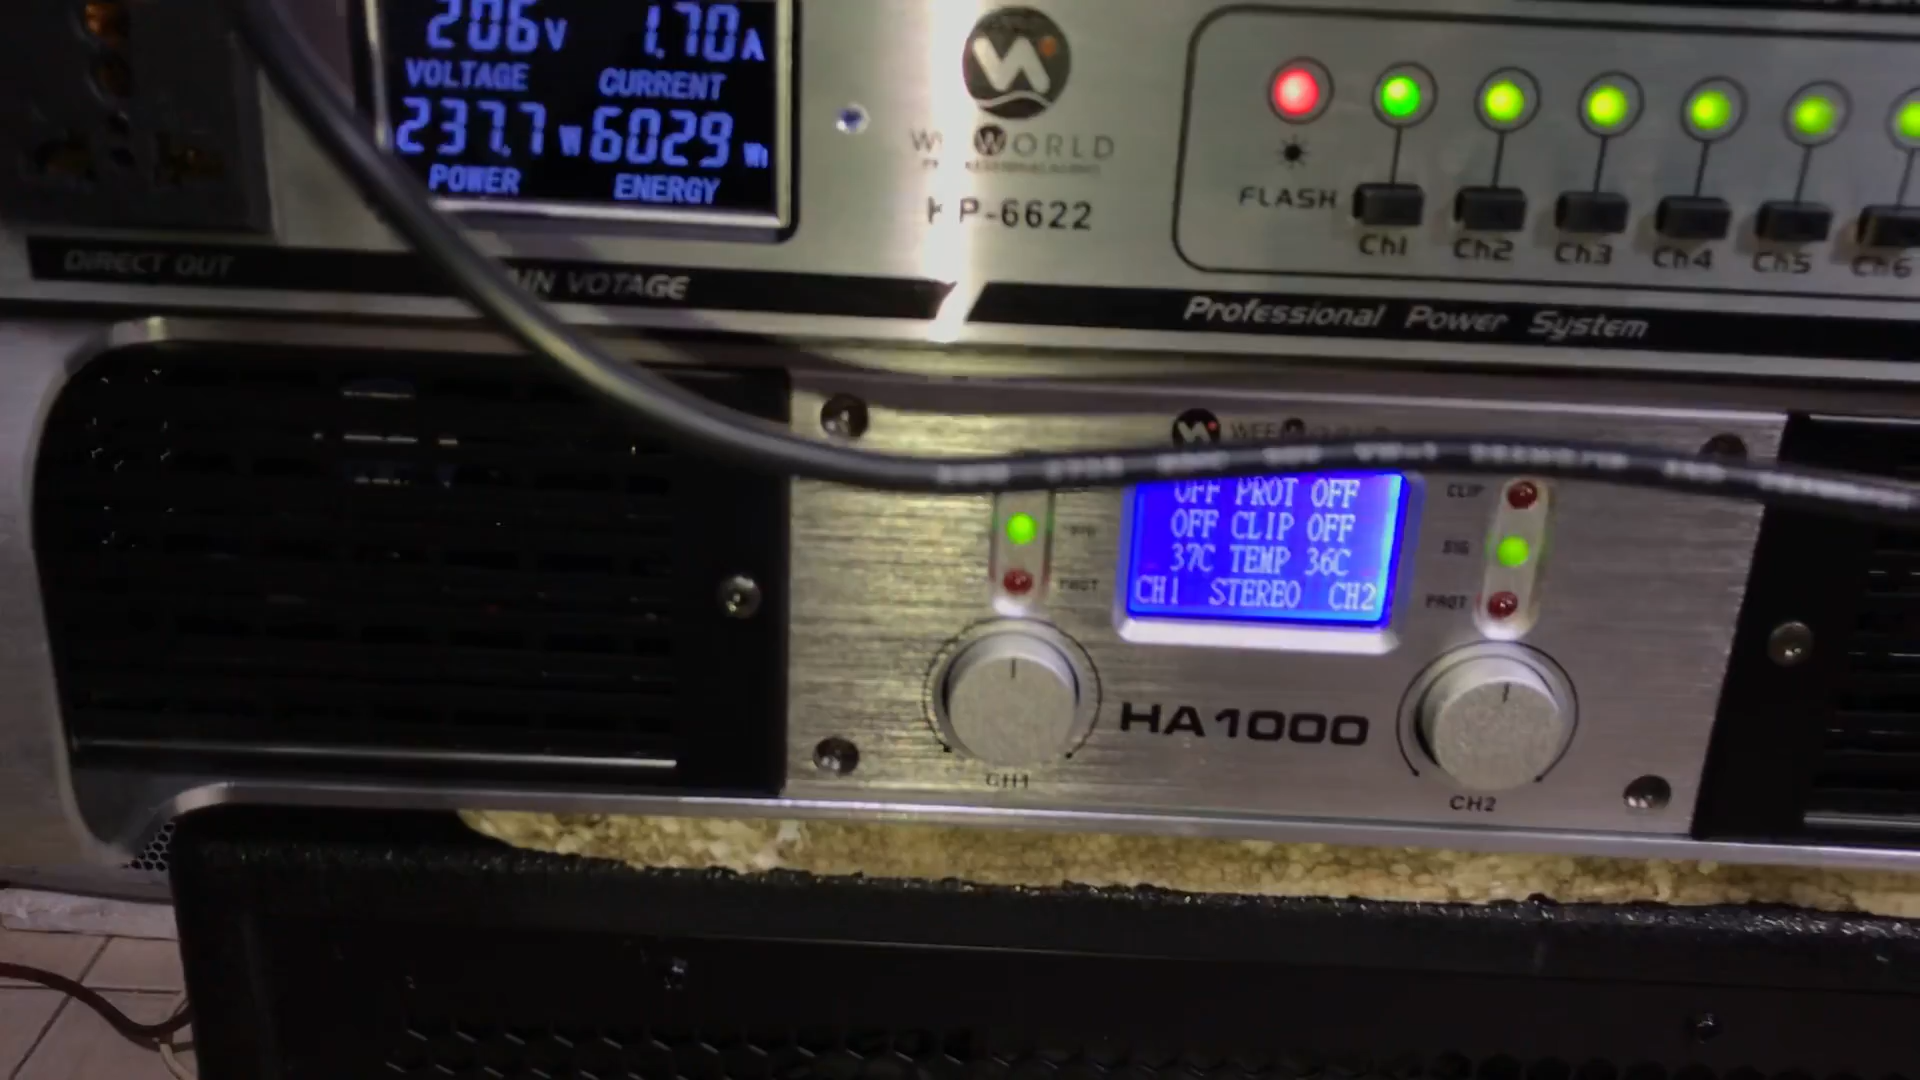 206V 1.70A
VOLTAGE CURRENT
237.7W 6029Wh
POWER ENERGY
WORLD
P-6622
FLASH Ch1 Ch2 Ch3 Ch4 Ch5 Ch6
DIRECT OUT
VOTAGE
Professional Power System
OFF PROT OFF
OFF CLIP OFF
37C TEMP 36C
CH1 STEREO CH2
CLIP
SIG
PROT
PROT
HA1000
CH1
CH2